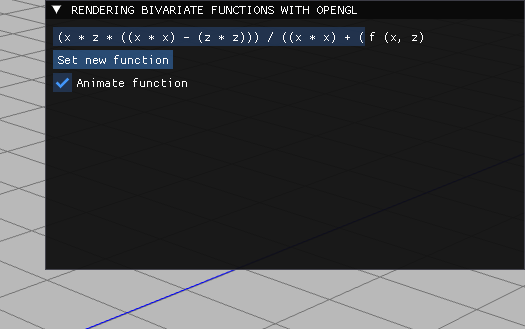 RENDERING BIVARIATE FUNCTIONS WITH OPENGL
(x * z * ((x * x) - (z * z))) / ((x * x) + ( f (x, z)
Set new function
Animate function